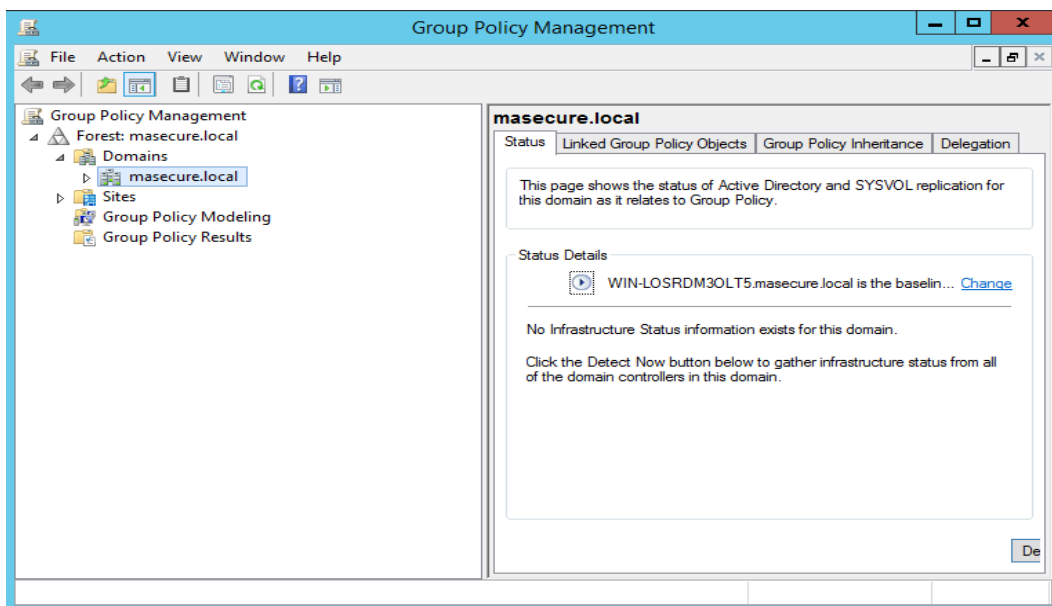 Group Policy Management
File Action View Window Help
Group Policy Management
Forest: masecure.local
Domains
masecure.local
Sites
Group Policy Modeling
Group Policy Results
masecure.local
Status Linked Group Policy Objects Group Policy Inheritance Delegation
This page shows the status of Active Directory and SYSVOL replication for
this domain as it relates to Group Policy.
Status Details
WIN-LOSRDM3OLT5.masecure.local is the baselin... Change
No Infrastructure Status information exists for this domain.
Click the Detect Now button below to gather infrastructure status from all
of the domain controllers in this domain.
De